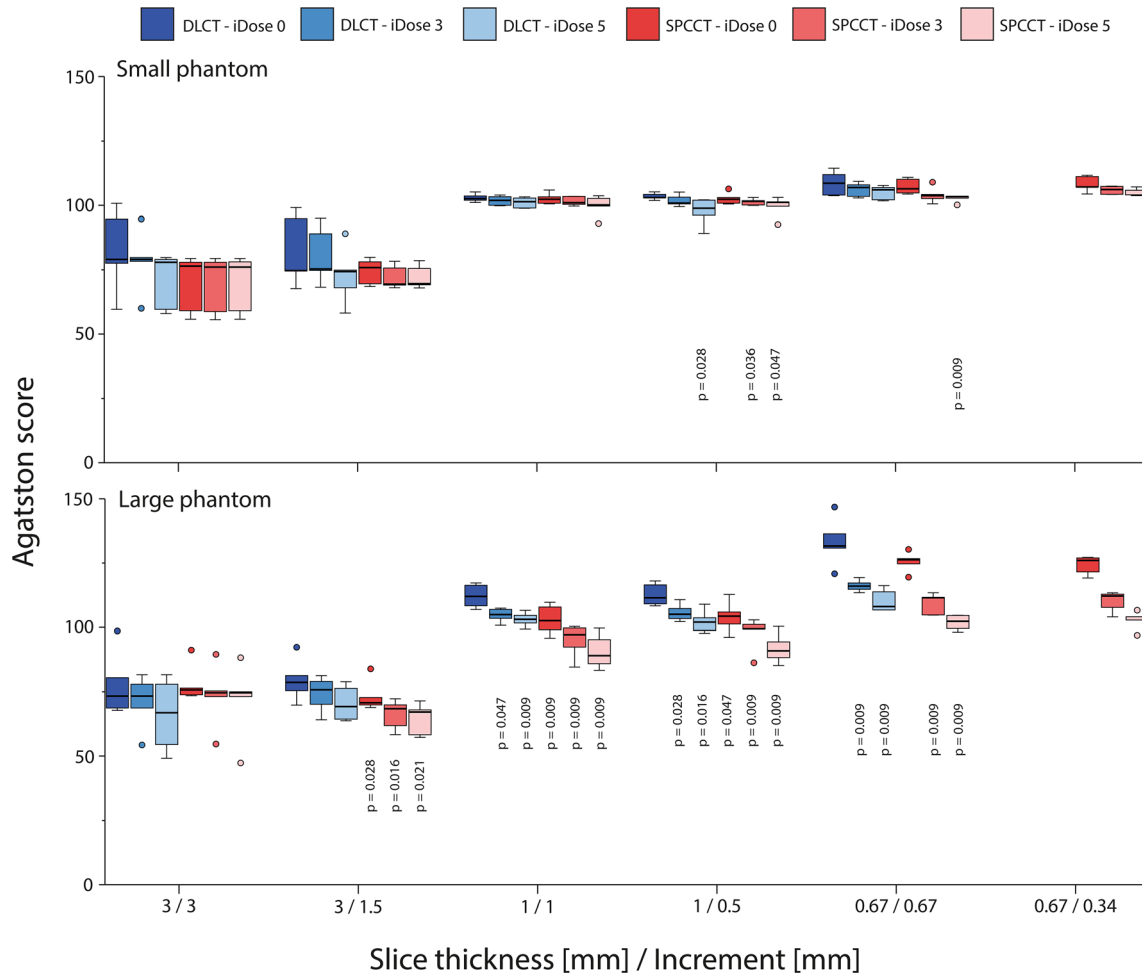 DLCT - iDose 0 DLCT - iDose 3 DLCT - iDose 5 SPCCT - iDose 0 SPCCT - iDose 3 SPCCT - iDose 5
Small phantom
150
100
50
0
p = 0.028
p = 0.036
p = 0.047
p = 0.009
Agatston score
Large phantom
150
100
50
0
p = 0.028
p = 0.016
p = 0.021
p = 0.047
p = 0.009
p = 0.009
p = 0.009
p = 0.009
p = 0.028
p = 0.016
p = 0.047
p = 0.009
p = 0.009
p = 0.009
p = 0.009
p = 0.009
p = 0.009
3 / 3 3 / 1.5 1 / 1 1 / 0.5 0.67 / 0.67 0.67 / 0.34
Slice thickness [mm] / Increment [mm]